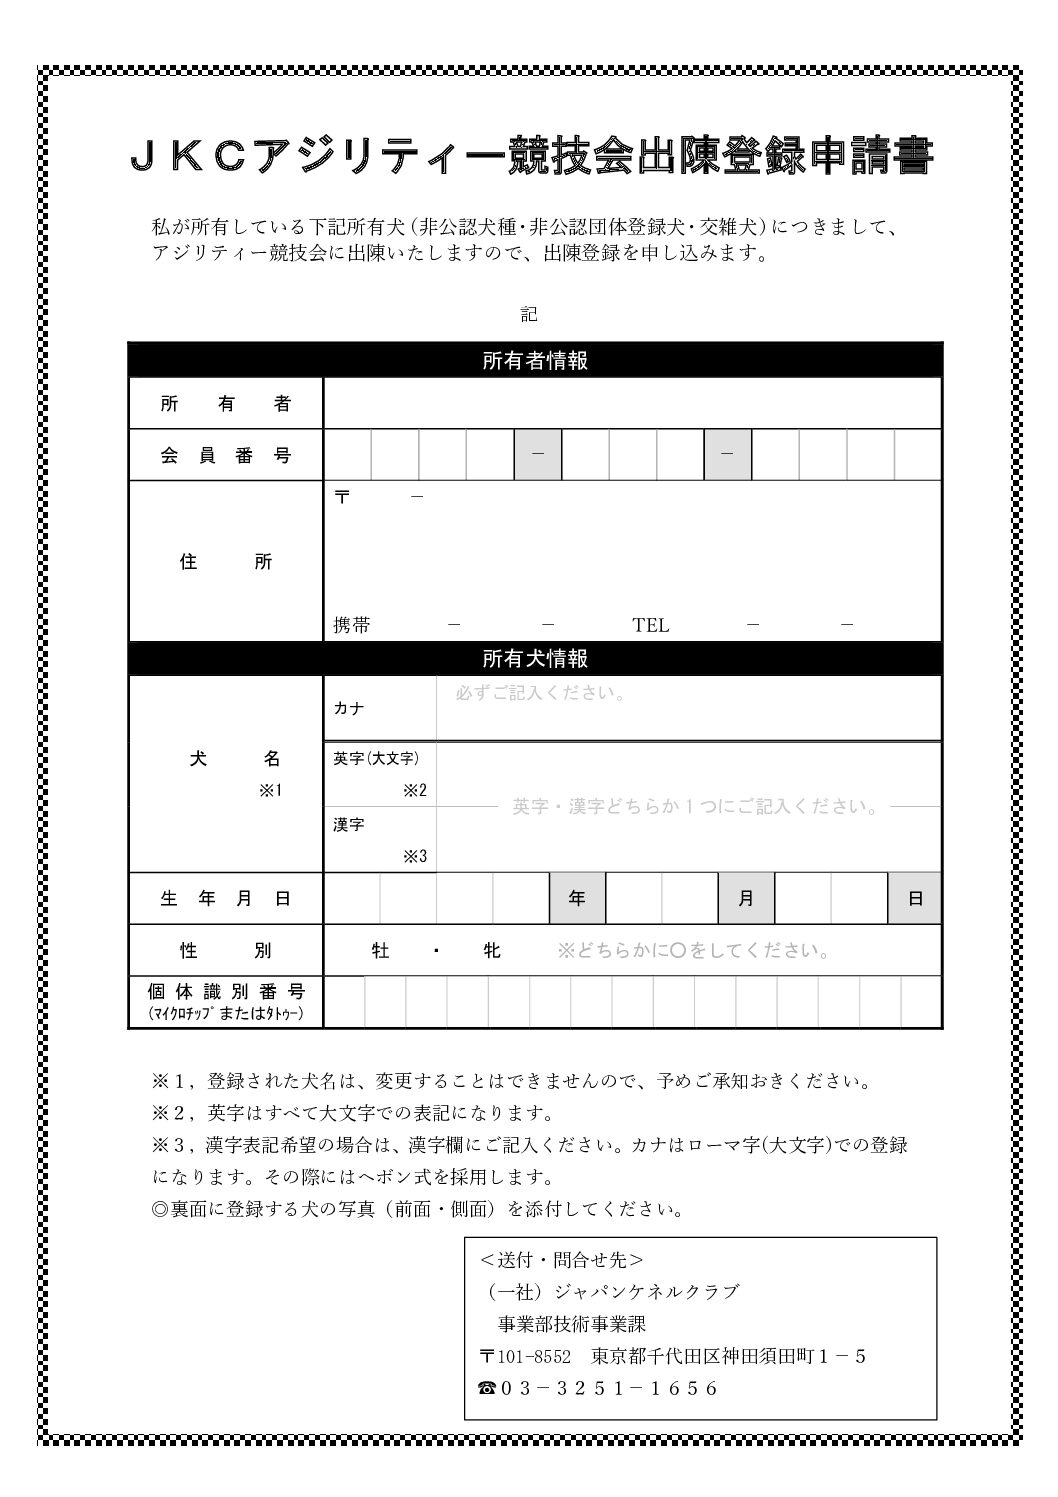 ＪＫＣアジリティー競技会出陳登録申請書
私が所有している下記所有犬（非公認犬種・非公認団体登録犬・交雑犬）につきまして、
アジリティー競技会に出陳いたしますので、出陳登録を申し込みます。
記
所有者情報
所　有　者
会　員　番　号　－　－
〒　－
住　所
携帯　－　－　TEL　－　－
所有犬情報
必ずご記入ください。
カナ
犬　名
※1
英字(大文字)
※2
英字・漢字どちらか１つにご記入ください。
漢字
※3
生　年　月　日　年　月　日
性　別　牡　・　牝　※どちらかに〇をしてください。
個 体 識 別 番 号
(ﾏｲｸﾛﾁｯﾌﾟまたはﾀﾄｩｰ)
※１，登録された犬名は、変更することはできませんので、予めご承知おきください。
※２，英字はすべて大文字での表記になります。
※３，漢字表記希望の場合は、漢字欄にご記入ください。カナはローマ字(大文字)での登録
になります。その際にはヘボン式を採用します。
◎裏面に登録する犬の写真（前面・側面）を添付してください。
＜送付・問合せ先＞
（一社）ジャパンケネルクラブ
事業部技術事業課
〒101-8552　東京都千代田区神田須田町１－５
☎０３－３２５１－１６５６